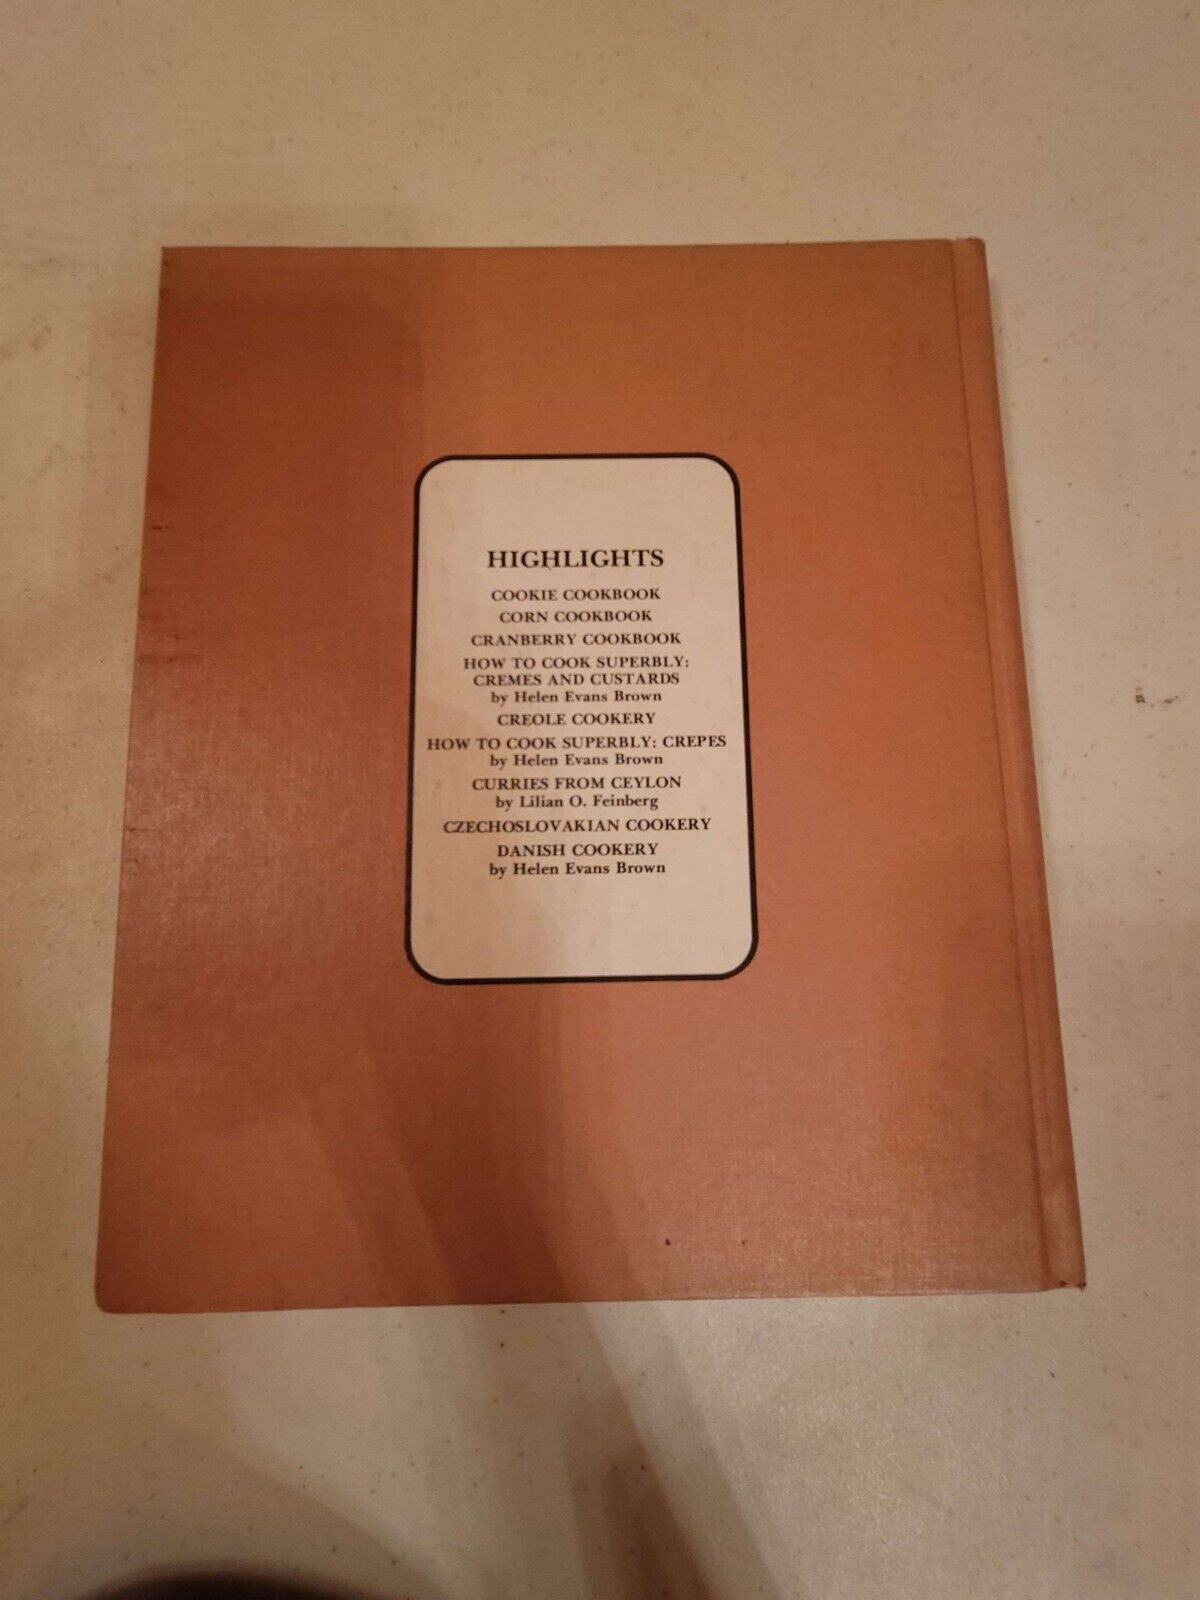 HIGHLIGHTS
COOKIE COOKBOOK
CORN COOKBOOK
CRANBERRY COOKBOOK
HOW TO COOK SUPERBLY:
CREMES AND CUSTARDS
by Helen Evans Brown
CREOLE COOKERY
HOW TO COOK SUPERBLY: CREPES
by Helen Evans Brown
CURRIES FROM CEYLON
by Lilian O. Feinberg
CZECHOSLOVAKIAN COOKERY
DANISH COOKERY
by Helen Evans Brown